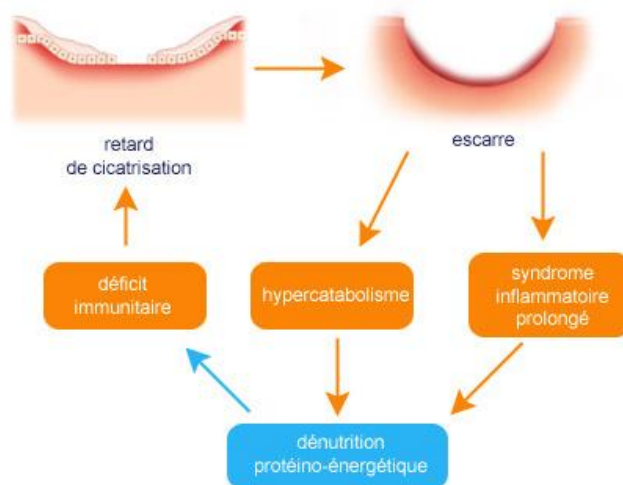 retard
de cicatrisation
escarre
déficit
immunitaire
hypercatabolisme
syndrome
inflammatoire
prolongé
dénutrition
protéino-énergétique